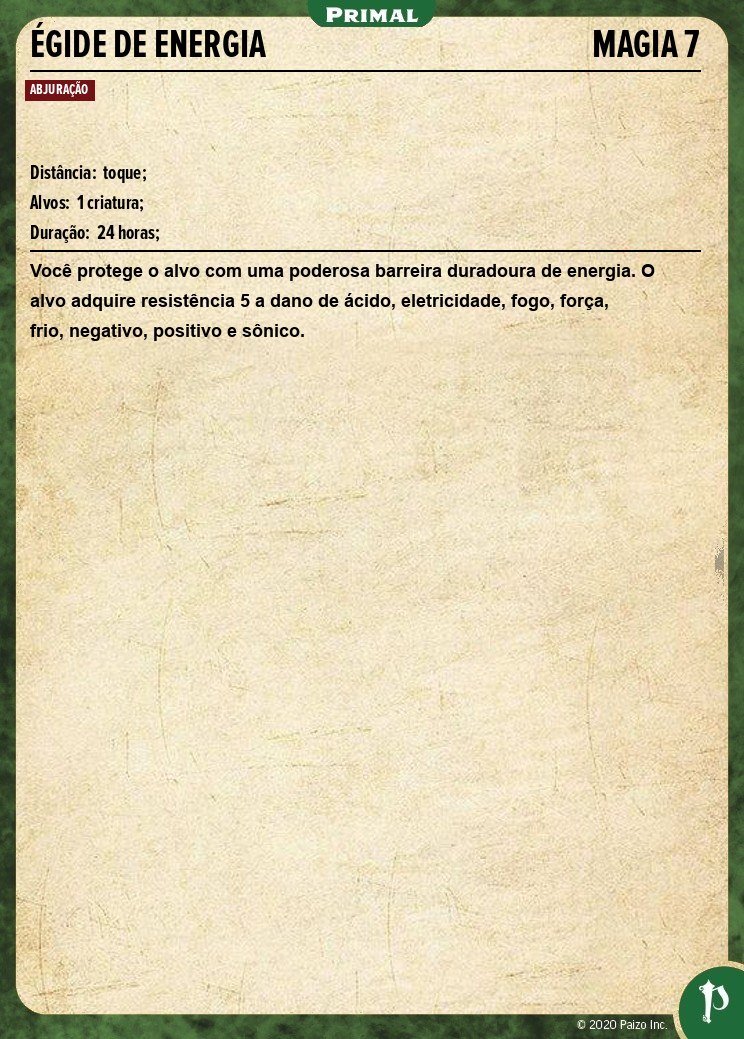 PRIMAL
ÉGIDE DE ENERGIA MAGIA 7
ABJURAÇÃO
Distância: toque;
Alvos: 1 criatura;
Duração: 24 horas;
Você protege o alvo com uma poderosa barreira duradoura de energia. O
alvo adquire resistência 5 a dano de ácido, eletricidade, fogo, força,
frio, negativo, positivo e sônico.
© 2020 Paizo Inc.
P